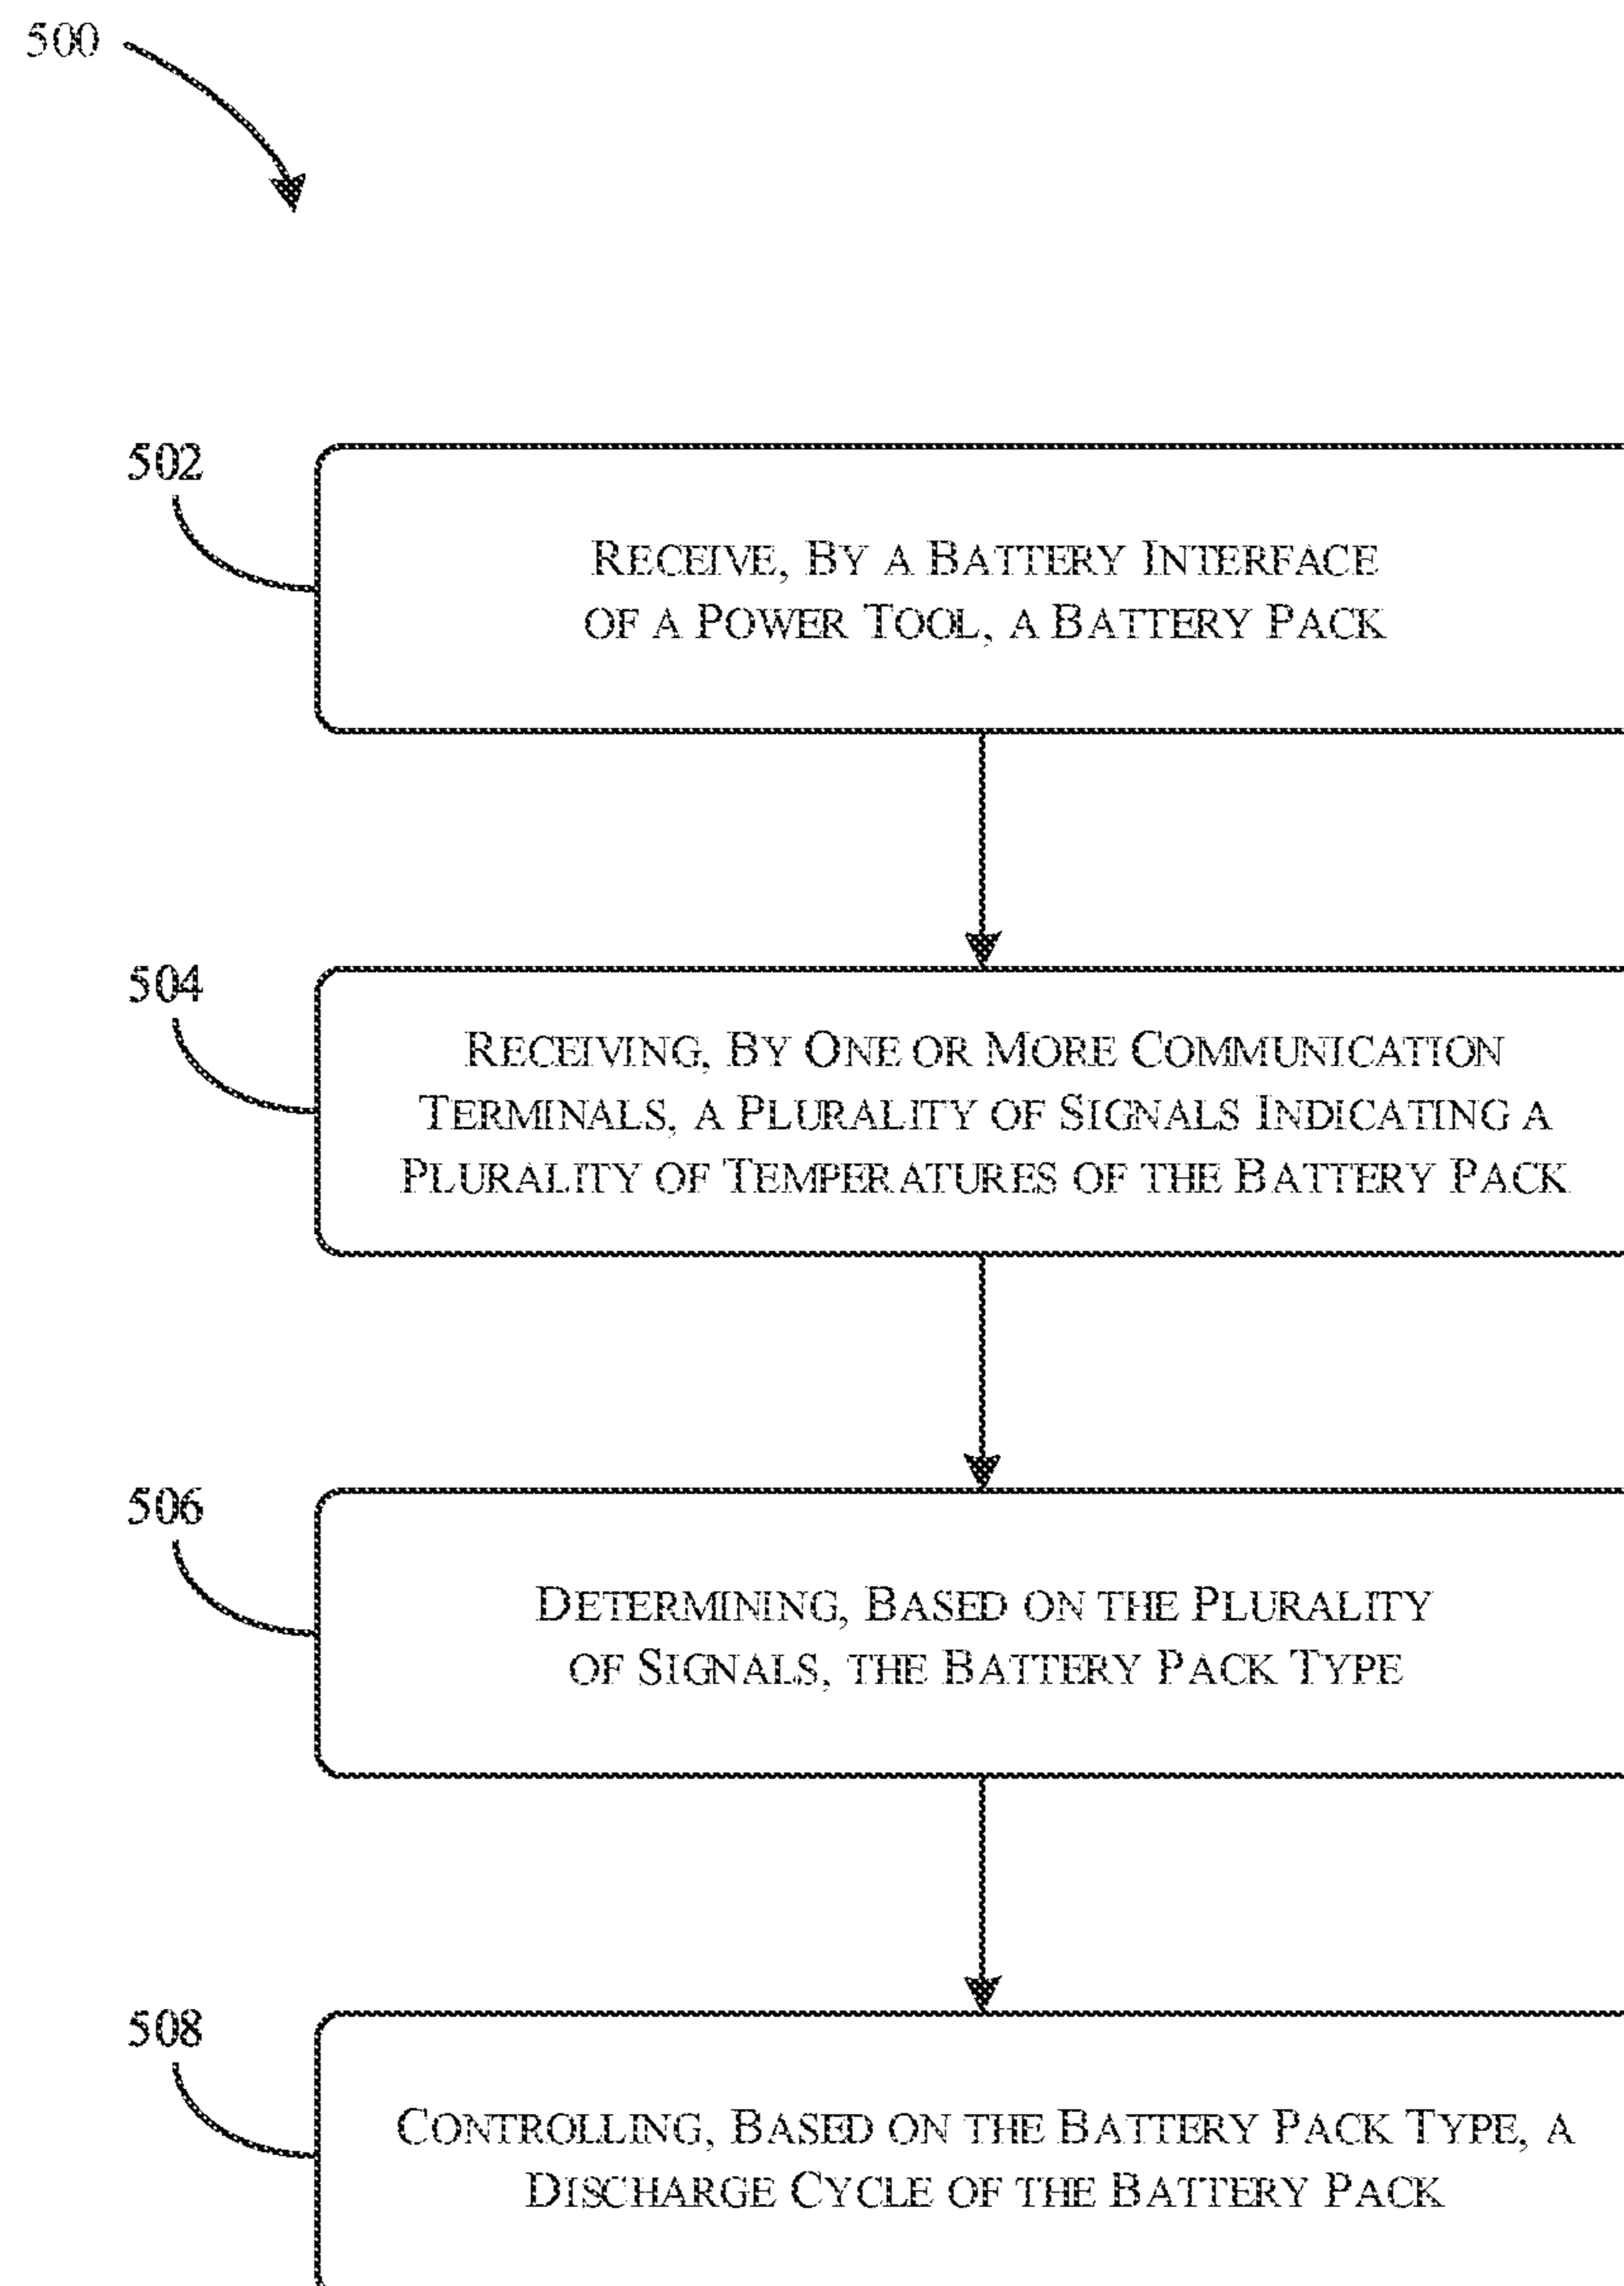 500
502
RECEIVE, BY A BATTERY INTERFACE
OF A POWER TOOL, A BATTERY PACK
504
RECEIVING, BY ONE OR MORE COMMUNICATION
TERMINALS, A PLURALITY OF SIGNALS INDICATING A
PLURALITY OF TEMPERATURES OF THE BATTERY PACK
506
DETERMINING, BASED ON THE PLURALITY
OF SIGNALS, THE BATTERY PACK TYPE
508
CONTROLLING, BASED ON THE BATTERY PACK TYPE, A
DISCHARGE CYCLE OF THE BATTERY PACK